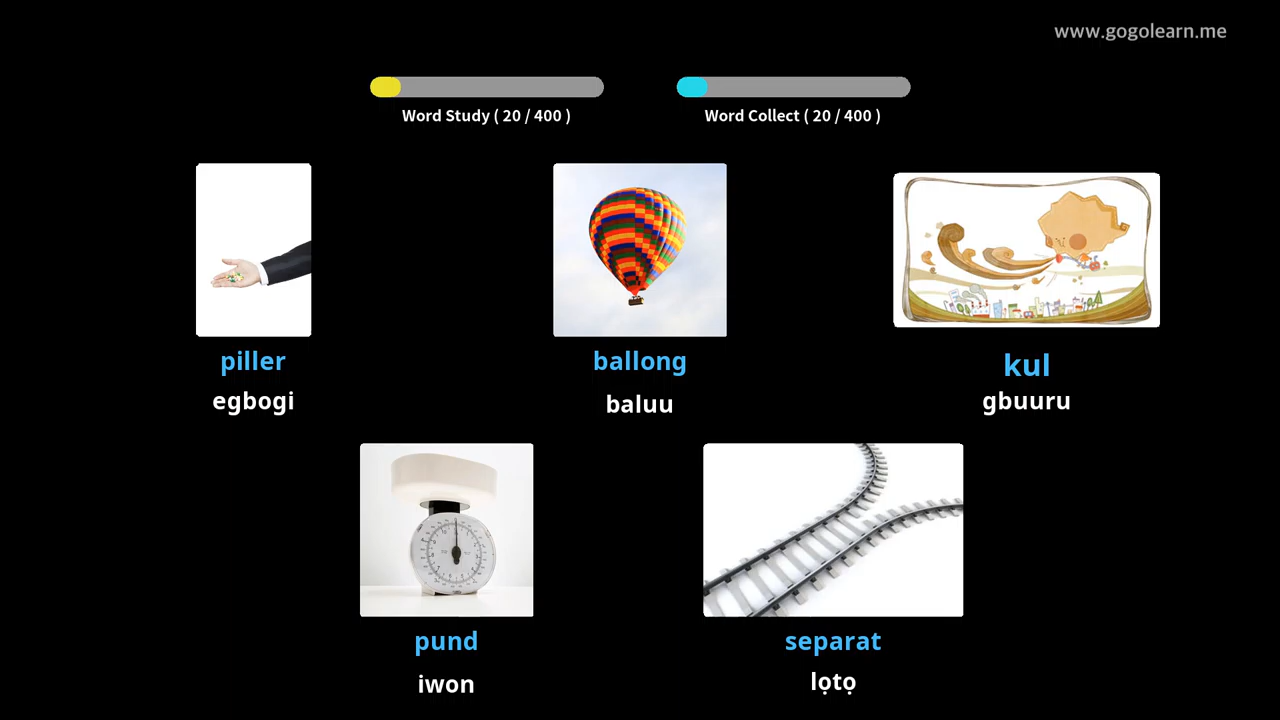 www.gogolearn.me
Word Study ( 20 / 400 )
Word Collect ( 20 / 400 )
piller
egbogi
ballong
baluu
kul
gbuuru
pund
iwon
separat
lọtọ